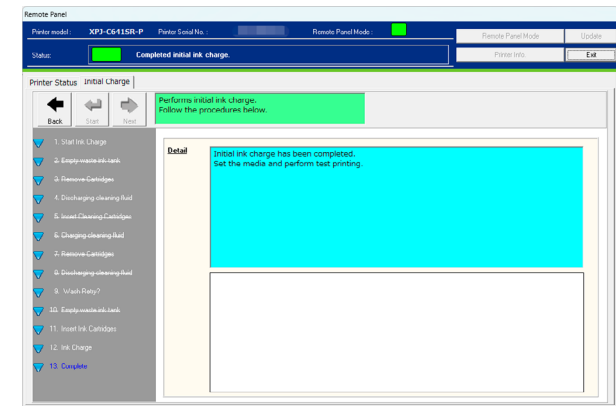 Remote Panel
Printer model : XPJ-C641SR-P Printer Serial No. : Remote Panel Mode :
Remote Panel Mode Update
Status: Completed initial ink charge.
Printer Info. Exit
Printer Status Initial Charge
Back Start Next
Performs initial ink charge.
Follow the procedures below.
1. Start Ink Charge
2. Empty waste ink tank
3. Remove Cartridges
4. Discharging cleaning fluid
5. Insert Cleaning Cartridges
6. Charging cleaning fluid
7. Remove Cartridges
8. Discharging cleaning fluid
9. Wash Retry?
10. Empty waste ink tank
11. Insert Ink Cartridges
12. Ink Charge
13. Complete
Detail
Initial ink charge has been completed.
Set the media and perform test printing.